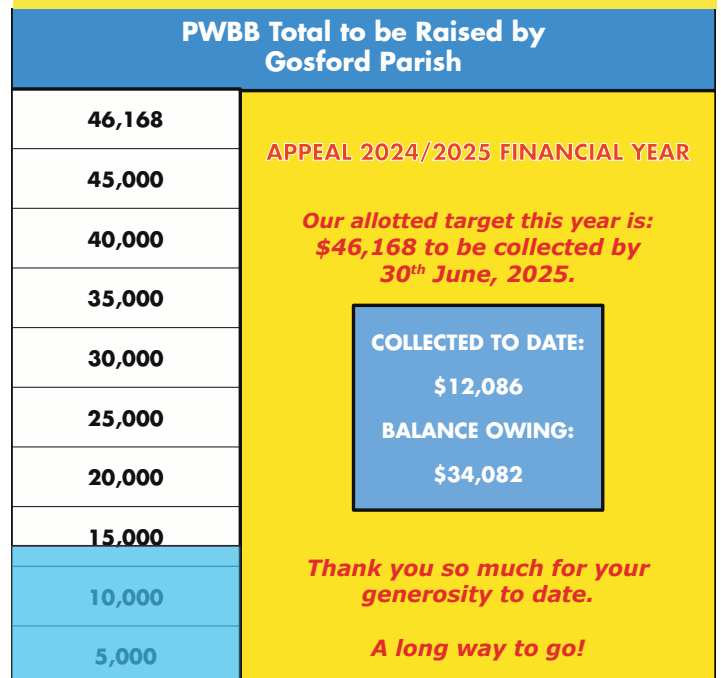 PWBB Total to be Raised by
Gosford Parish
46,168
45,000
40,000
35,000
30,000
25,000
20,000
15,000
10,000
5,000
APPEAL 2024/2025 FINANCIAL YEAR
Our allotted target this year is:
$46,168 to be collected by
30th June, 2025.
COLLECTED TO DATE:
$12,086
BALANCE OWING:
$34,082
Thank you so much for your
generosity to date.
A long way to go!